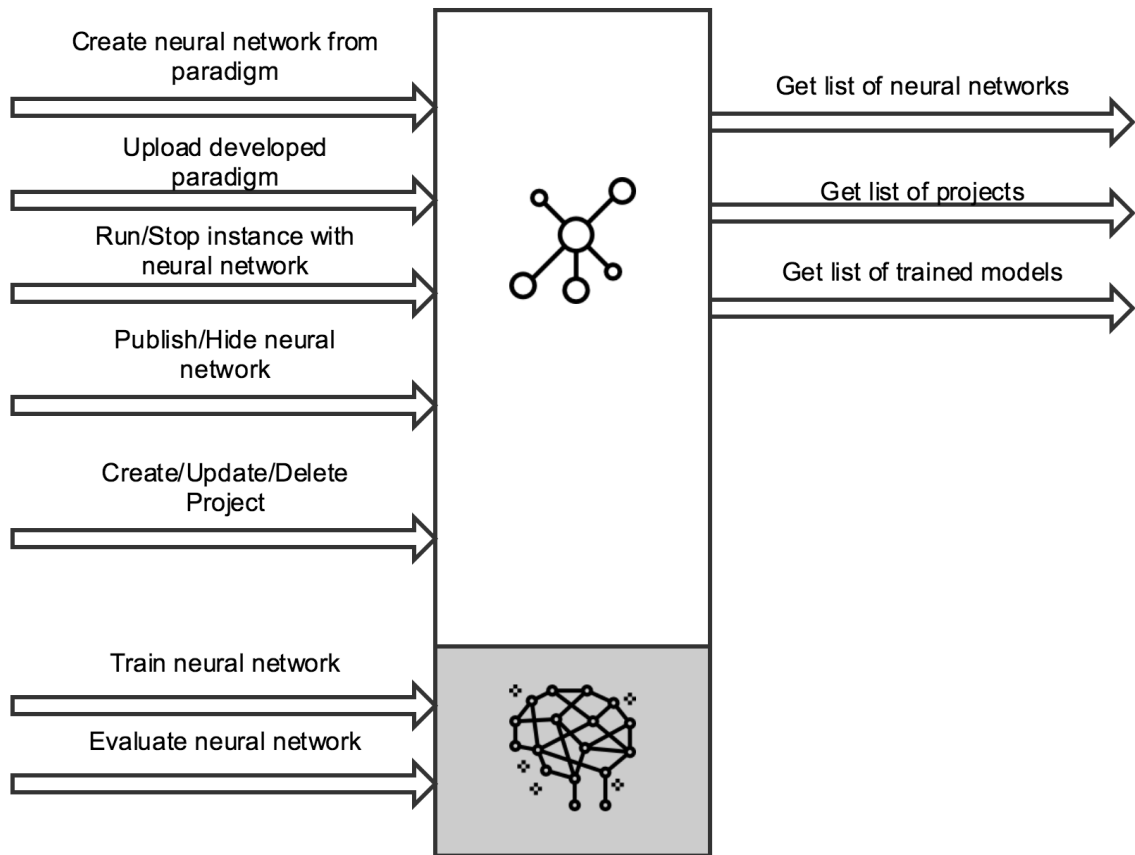 Create neural network from
paradigm
Upload developed
paradigm
Run/Stop instance with
neural network
Publish/Hide neural
network
Create/Update/Delete
Project
Train neural network
Evaluate neural network
Get list of neural networks
Get list of projects
Get list of trained models